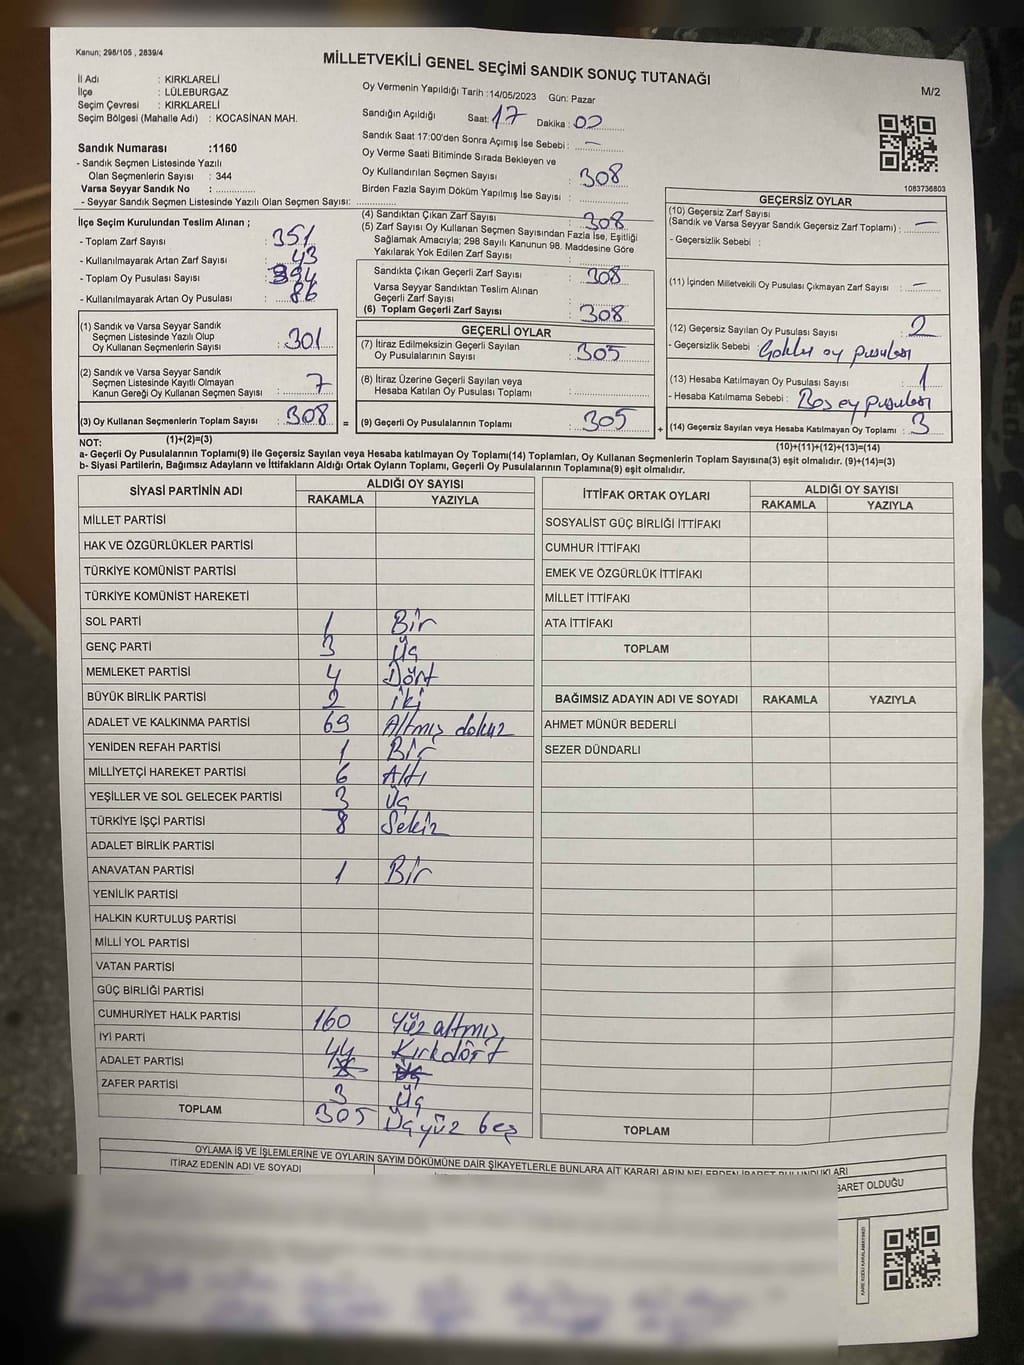 Kanun; 298/105 , 2839/4
MİLLETVEKİLİ GENEL SEÇİMİ SANDIK SONUÇ TUTANAĞI
M/2
İl Adı : KIRKLARELİ
İlçe : LÜLEBURGAZ
Seçim Çevresi : KIRKLARELİ
Seçim Bölgesi (Mahalle Adı) : KOCASİNAN MAH.
Sandık Numarası :1160
- Sandık Seçmen Listesinde Yazılı
Olan Seçmenlerin Sayısı : 344
Varsa Seyyar Sandık No : ..............
- Seyyar Sandık Seçmen Listesinde Yazılı Olan Seçmen Sayısı: ..............
Oy Vermenin Yapıldığı Tarih :14/05/2023 Gün: Pazar
Sandığın Açıldığı Saat: 17 Dakika : 02
Sandık Saat 17:00'den Sonra Açımış İse Sebebi : —
Oy Verme Saati Bitiminde Sırada Bekleyen ve
Oy Kullandırılan Seçmen Sayısı : 308
Birden Fazla Sayım Döküm Yapılmış İse Sayısı : ..............
1083736803
İlçe Seçim Kurulundan Teslim Alınan ;
- Toplam Zarf Sayısı : 351
- Kullanılmayarak Artan Zarf Sayısı : 43
- Toplam Oy Pusulası Sayısı : 394
- Kullanılmayarak Artan Oy Pusulası : 86
(1) Sandık ve Varsa Seyyar Sandık
Seçmen Listesinde Yazılı Olup
Oy Kullanan Seçmenlerin Sayısı : 301
(2) Sandık ve Varsa Seyyar Sandık
Seçmen Listesinde Kayıtlı Olmayan
Kanun Gereği Oy Kullanan Seçmen Sayısı : 7
(3) Oy Kullanan Seçmenlerin Toplam Sayısı : 308 =
(1)+(2)=(3)
(4) Sandıktan Çıkan Zarf Sayısı : 308
(5) Zarf Sayısı Oy Kullanan Seçmen Sayısından Fazla İse, Eşitliği
Sağlamak Amacıyla; 298 Sayılı Kanunun 98. Maddesine Göre
Yakılarak Yok Edilen Zarf Sayısı : ..............
Sandıkta Çıkan Geçerli Zarf Sayısı : 308
Varsa Seyyar Sandıktan Teslim Alınan
Geçerli Zarf Sayısı : ..............
(6) Toplam Geçerli Zarf Sayısı : 308
GEÇERLİ OYLAR
(7) İtiraz Edilmeksizin Geçerli Sayılan
Oy Pusulalarının Sayısı : 305
(8) İtiraz Üzerine Geçerli Sayılan veya
Hesaba Katılan Oy Pusulası Toplamı : ..............
(9) Geçerli Oy Pusulalarının Toplamı : 305 +
GEÇERSİZ OYLAR
(10) Geçersiz Zarf Sayısı
(Sandık ve Varsa Seyyar Sandık Geçersiz Zarf Toplamı) : —
- Geçersizlik Sebebi :
(11) İçinden Milletvekili Oy Pusulası Çıkmayan Zarf Sayısı : —
(12) Geçersiz Sayılan Oy Pusulası Sayısı : 2
- Geçersizlik Sebebi : Çoklu oy pusulası
(13) Hesaba Katılmayan Oy Pusulası Sayısı : 1
- Hesaba Katılmama Sebebi : Boş oy pusulası
(14) Geçersiz Sayılan veya Hesaba Katılmayan Oy Toplamı : 3
(10)+(11)+(12)+(13)=(14)
NOT:
a- Geçerli Oy Pusulalarının Toplamı(9) ile Geçersiz Sayılan veya Hesaba katılmayan Oy Toplamı(14) Toplamları, Oy Kullanan Seçmenlerin Toplam Sayısına(3) eşit olmalıdır. (9)+(14)=(3)
b- Siyasi Partilerin, Bağımsız Adayların ve İttifakların Aldığı Ortak Oyların Toplamı, Geçerli Oy Pusulalarının Toplamına(9) eşit olmalıdır.
SİYASİ PARTİNİN ADI ALDIĞI OY SAYISI
RAKAMLA YAZIYLA
MİLLET PARTİSİ
HAK VE ÖZGÜRLÜKLER PARTİSİ
TÜRKİYE KOMÜNİST PARTİSİ
TÜRKİYE KOMÜNİST HAREKETİ
SOL PARTİ 1 Bir
GENÇ PARTİ 3 Üç
MEMLEKET PARTİSİ 4 Dört
BÜYÜK BİRLİK PARTİSİ 2 iki
ADALET VE KALKINMA PARTİSİ 69 Altmış dokuz
YENİDEN REFAH PARTİSİ 1 Bir
MİLLİYETÇİ HAREKET PARTİSİ 6 Altı
YEŞİLLER VE SOL GELECEK PARTİSİ 3 Üç
TÜRKİYE İŞÇİ PARTİSİ 8 Sekiz
ADALET BİRLİK PARTİSİ
ANAVATAN PARTİSİ 1 Bir
YENİLİK PARTİSİ
HALKIN KURTULUŞ PARTİSİ
MİLLİ YOL PARTİSİ
VATAN PARTİSİ
GÜÇ BİRLİĞİ PARTİSİ
CUMHURİYET HALK PARTİSİ 160 Yüz altmış
İYİ PARTİ 44 Kırkdört
ADALET PARTİSİ
ZAFER PARTİSİ 3 Üç
TOPLAM 305 Üçyüz beş
İTTİFAK ORTAK OYLARI ALDIĞI OY SAYISI
RAKAMLA YAZIYLA
SOSYALİST GÜÇ BİRLİĞİ İTTİFAKI
CUMHUR İTTİFAKI
EMEK VE ÖZGÜRLÜK İTTİFAKI
MİLLET İTTİFAKI
ATA İTTİFAKI
TOPLAM
BAĞIMSIZ ADAYIN ADI VE SOYADI RAKAMLA YAZIYLA
AHMET MÜNÜR BEDERLİ
SEZER DÜNDARLI
TOPLAM
OYLAMA İŞ VE İŞLEMLERİNE VE OYLARIN SAYIM DÖKÜMÜNE DAİR ŞİKAYETLERLE BUNLARA AİT KARARLARIN NELERDEN İBARET BULUNDUKLARI
İTİRAZ EDENİN ADI VE SOYADI
BARET OLDUĞU